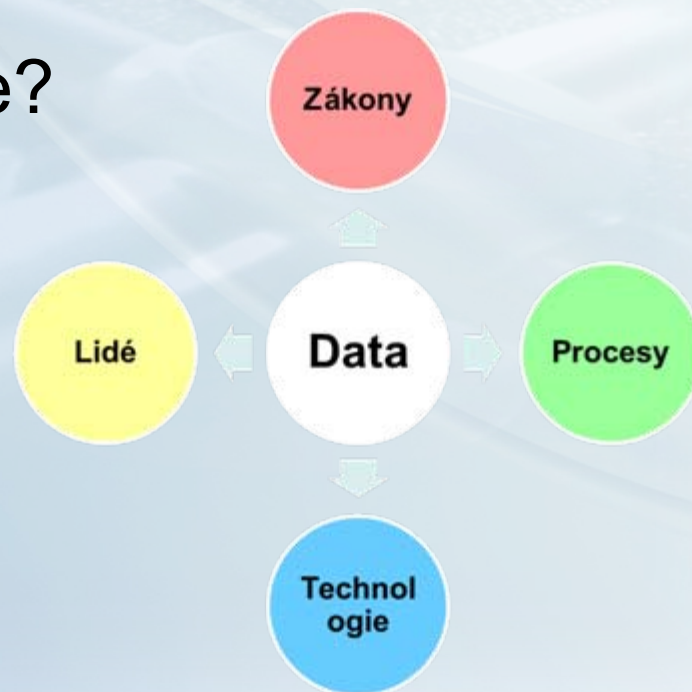 e?
Zákony
Lidé
Data
Procesy
Technol
ogie